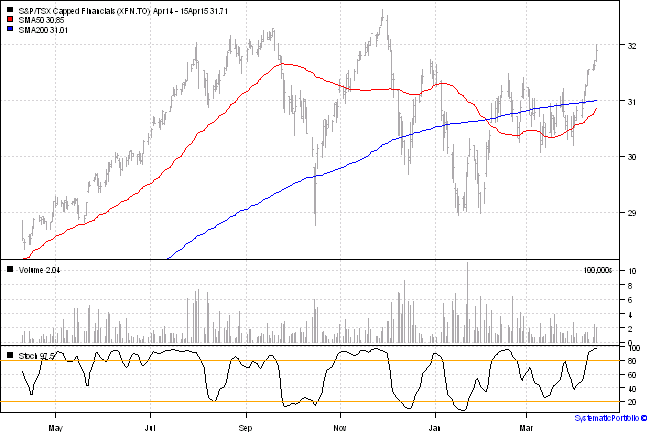 S&P/TSX Capped Financials (XFN.TO) Apr14 - 15Apr15 31.71
SMA50 30.85
SMA200 31.01
32
31
30
29
Volume 2.04
100,000s
10
8
6
4
2
0
Stoch 97.5
100
80
60
40
20
May
Jul
Sep
Nov
Jan
Mar
SystematicPortfolio ©